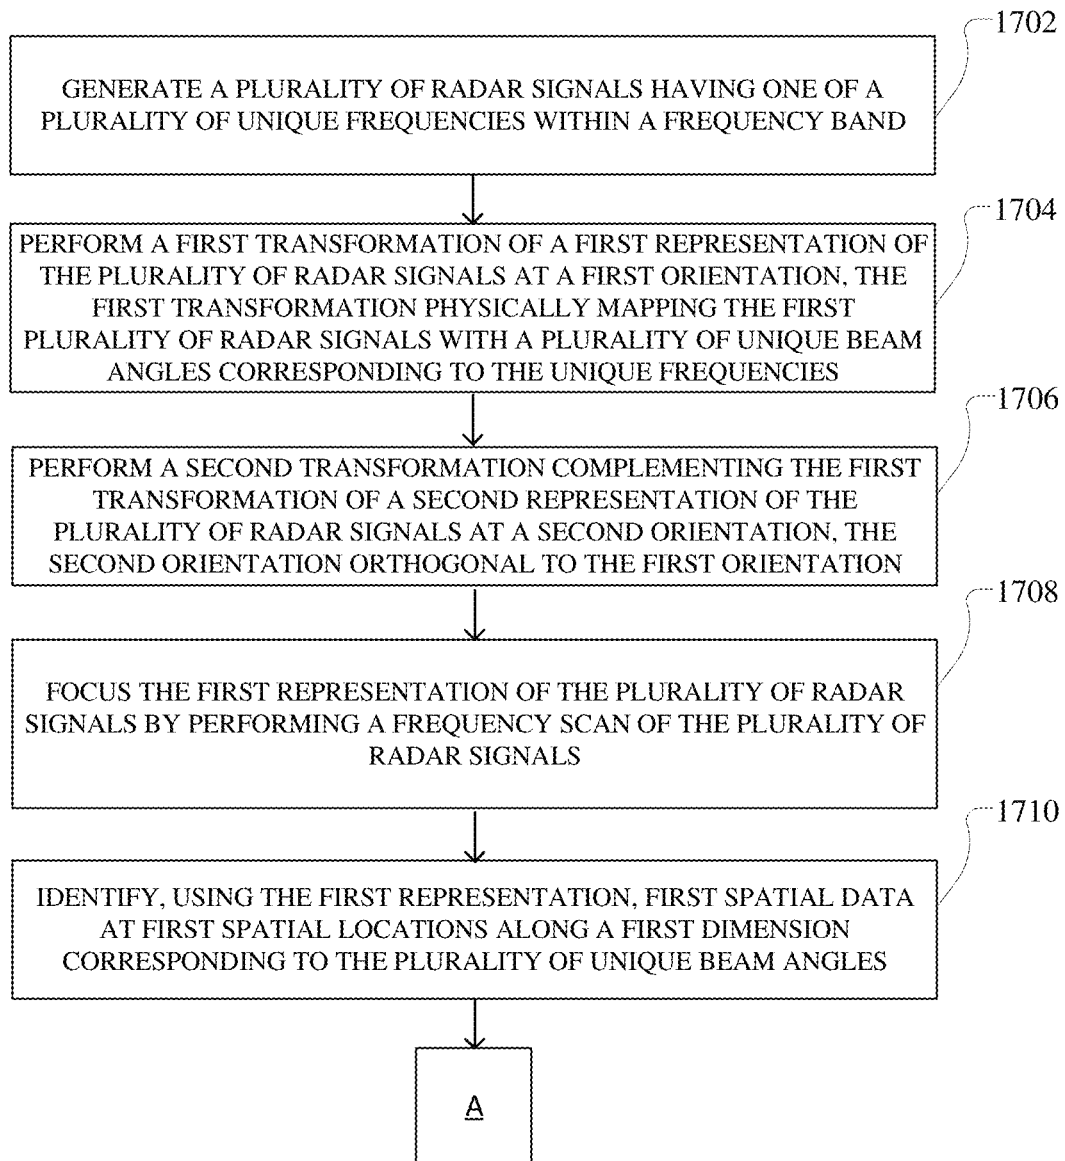 1702
GENERATE A PLURALITY OF RADAR SIGNALS HAVING ONE OF A
PLURALITY OF UNIQUE FREQUENCIES WITHIN A FREQUENCY BAND
1704
PERFORM A FIRST TRANSFORMATION OF A FIRST REPRESENTATION OF
THE PLURALITY OF RADAR SIGNALS AT A FIRST ORIENTATION, THE
FIRST TRANSFORMATION PHYSICALLY MAPPING THE FIRST
PLURALITY OF RADAR SIGNALS WITH A PLURALITY OF UNIQUE BEAM
ANGLES CORRESPONDING TO THE UNIQUE FREQUENCIES
1706
PERFORM A SECOND TRANSFORMATION COMPLEMENTING THE FIRST
TRANSFORMATION OF A SECOND REPRESENTATION OF THE
PLURALITY OF RADAR SIGNALS AT A SECOND ORIENTATION, THE
SECOND ORIENTATION ORTHOGONAL TO THE FIRST ORIENTATION
1708
FOCUS THE FIRST REPRESENTATION OF THE PLURALITY OF RADAR
SIGNALS BY PERFORMING A FREQUENCY SCAN OF THE PLURALITY OF
RADAR SIGNALS
1710
IDENTIFY, USING THE FIRST REPRESENTATION, FIRST SPATIAL DATA
AT FIRST SPATIAL LOCATIONS ALONG A FIRST DIMENSION
CORRESPONDING TO THE PLURALITY OF UNIQUE BEAM ANGLES
A